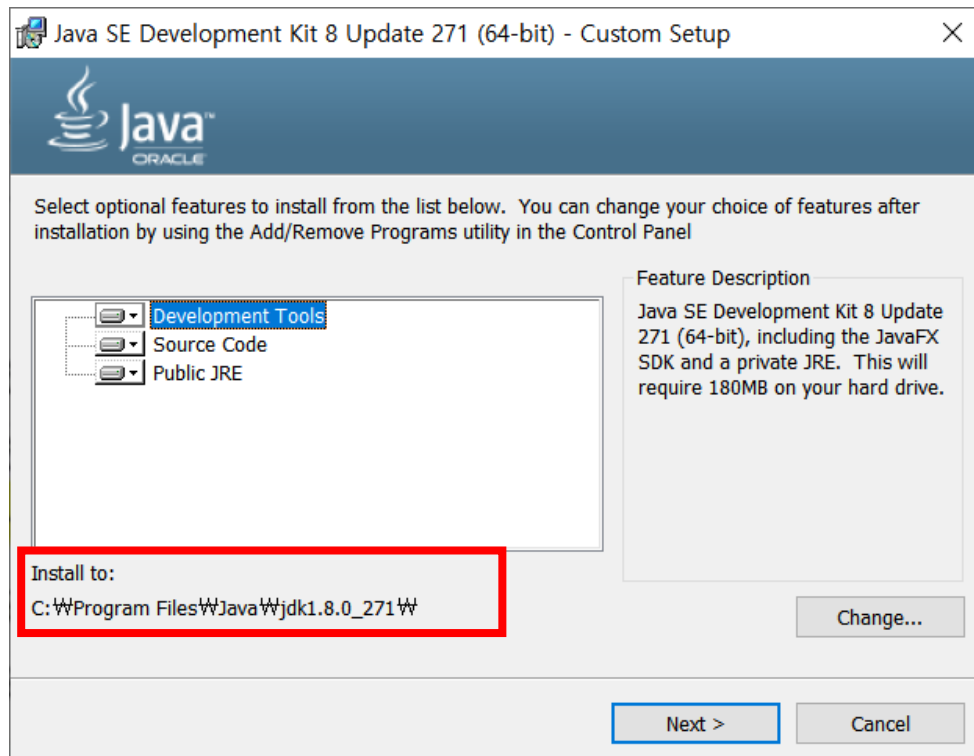 Java SE Development Kit 8 Update 271 (64-bit) - Custom Setup
Java™
ORACLE
Select optional features to install from the list below. You can change your choice of features after
installation by using the Add/Remove Programs utility in the Control Panel
Development Tools
Source Code
Public JRE
Feature Description
Java SE Development Kit 8 Update
271 (64-bit), including the JavaFX
SDK and a private JRE. This will
require 180MB on your hard drive.
Install to:
C:₩Program Files₩Java₩jdk1.8.0_271₩
Change...
Next >
Cancel